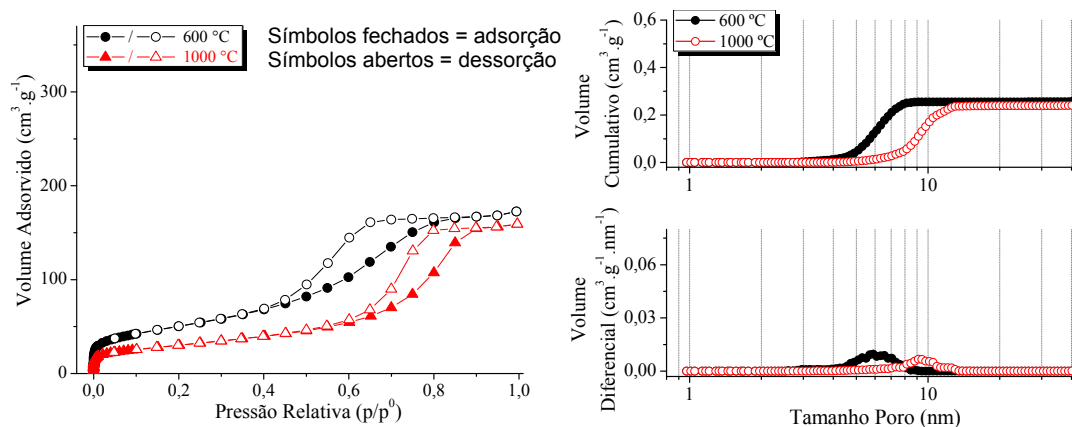 ● / ○ 600 °C
▲ / △ 1000 °C
Símbolos fechados = adsorção
Símbolos abertos = dessorção
Volume Adsorvido (cm³.g⁻¹)
300
200
100
0
0,0 0,2 0,4 0,6 0,8 1,0
Pressão Relativa (p/p⁰)
600 ºC
1000 ºC
Volume
Cumulativo (cm³.g⁻¹)
0,6
0,4
0,2
0,0
1 10
Volume
Diferencial (cm³.g⁻¹.nm⁻¹)
0,06
0,03
0,00
1 10
Tamanho Poro (nm)